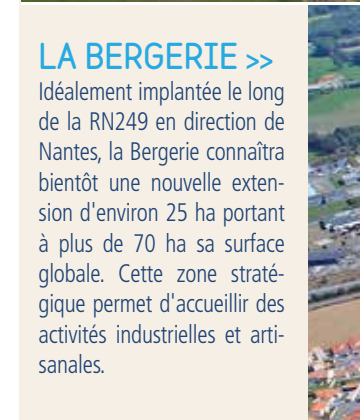 LA BERGERIE >>
Idéalement implantée le long
de la RN249 en direction de
Nantes, la Bergerie connaîtra
bientôt une nouvelle exten-
sion d'environ 25 ha portant
à plus de 70 ha sa surface
globale. Cette zone straté-
gique permet d'accueillir des
activités industrielles et arti-
sanales.